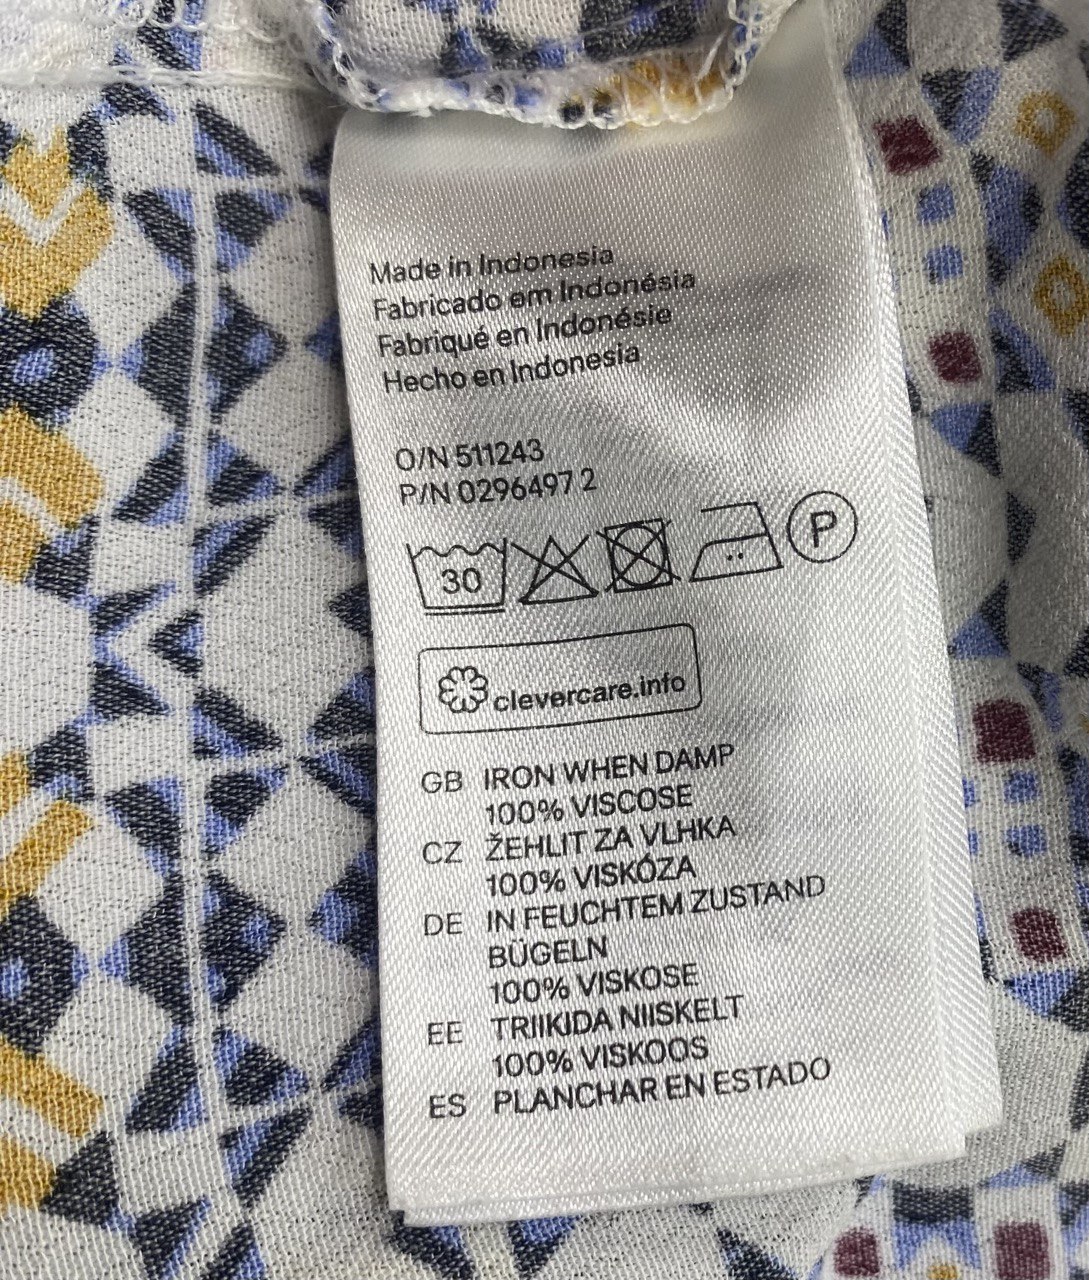 Made in Indonesia
Fabricado em Indonésia
Fabriqué en Indonésie
Hecho en Indonesia
O/N 511243
P/N 0296497 2
30
P
clevercare.info
GB IRON WHEN DAMP
100% VISCOSE
CZ ŽEHLIT ZA VLHKA
100% VISKÓZA
DE IN FEUCHTEM ZUSTAND
BÜGELN
100% VISKOSE
EE TRIIKIDA NIISKELT
100% VISKOOS
ES PLANCHAR EN ESTADO